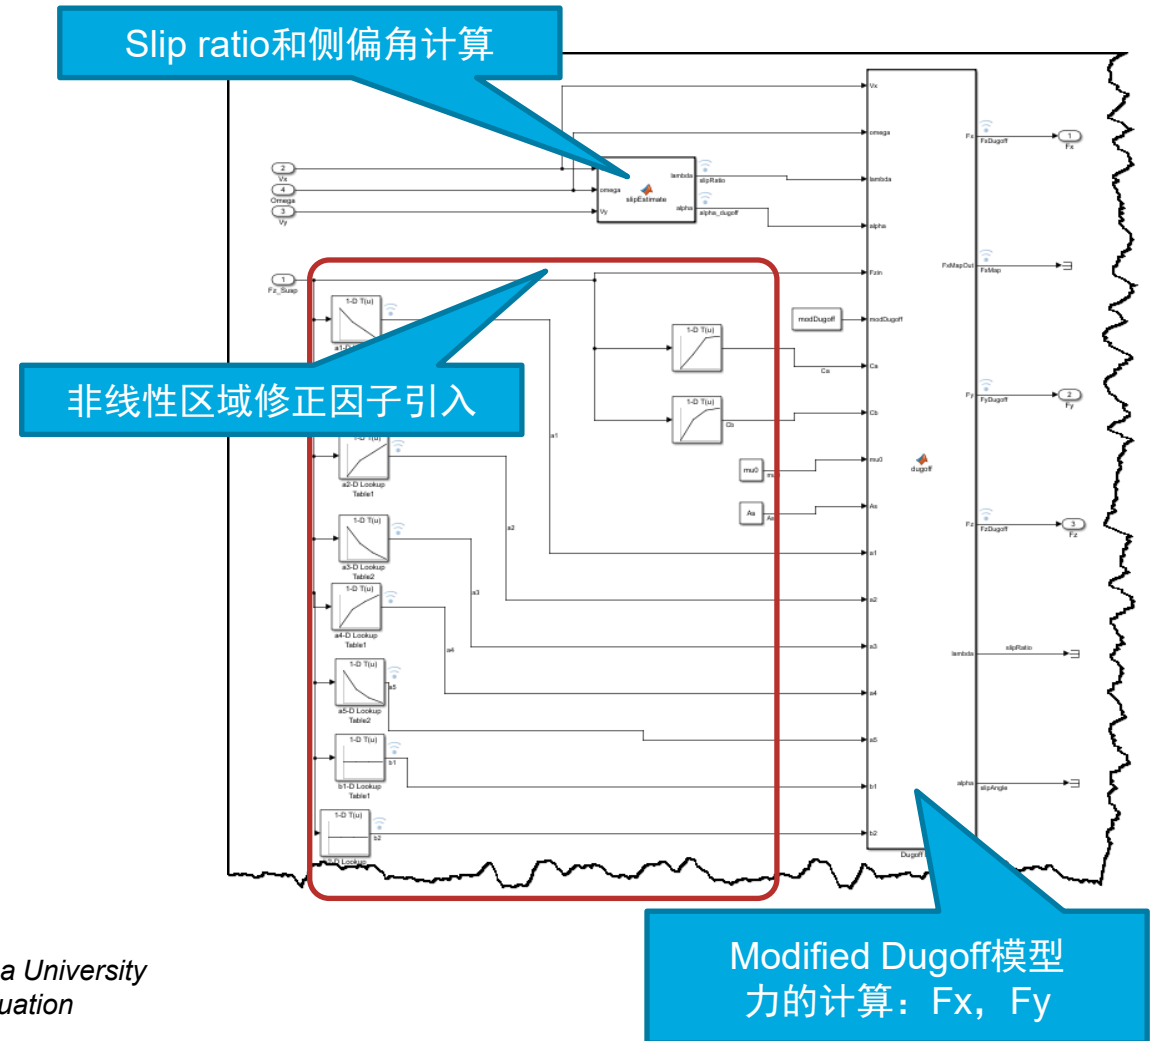 Slip ratio和侧偏角计算
Vx
omega
lambda
alpha
Fzin
modDugoff
Ca
Cb
mu0
As
a1
a2
a3
a4
a5
b1
b2
dugoff
Fx
FxMapOut
Fy
Fz
lambda
alpha
FxDugoff
1
Fx
FxMap
FyDugoff
2
Fy
FzDugoff
3
Fz
slipRatio
slipAngle
2
Vx
4
Omega
3
Vy
omega
Vy
slipEstimate
lambda
alpha
slipRatio
alpha_dugoff
1
Fz_Susp
1-D T(u)
非线性区域修正因子引入
1-D T(u)
Ca
1-D T(u)
Cb
modDugoff
mu0
As
As
a1
1-D T(u)
a2-D Lookup
Table1
a2
1-D T(u)
a3-D Lookup
Table2
a3
1-D T(u)
a4-D Lookup
Table1
a4
1-D T(u)
a5-D Lookup
Table2
a5
1-D T(u)
b1-D Lookup
Table1
b1
1-D T(u)
b2
Dugoff
Modified Dugoff模型
力的计算：Fx，Fy
a University
uation